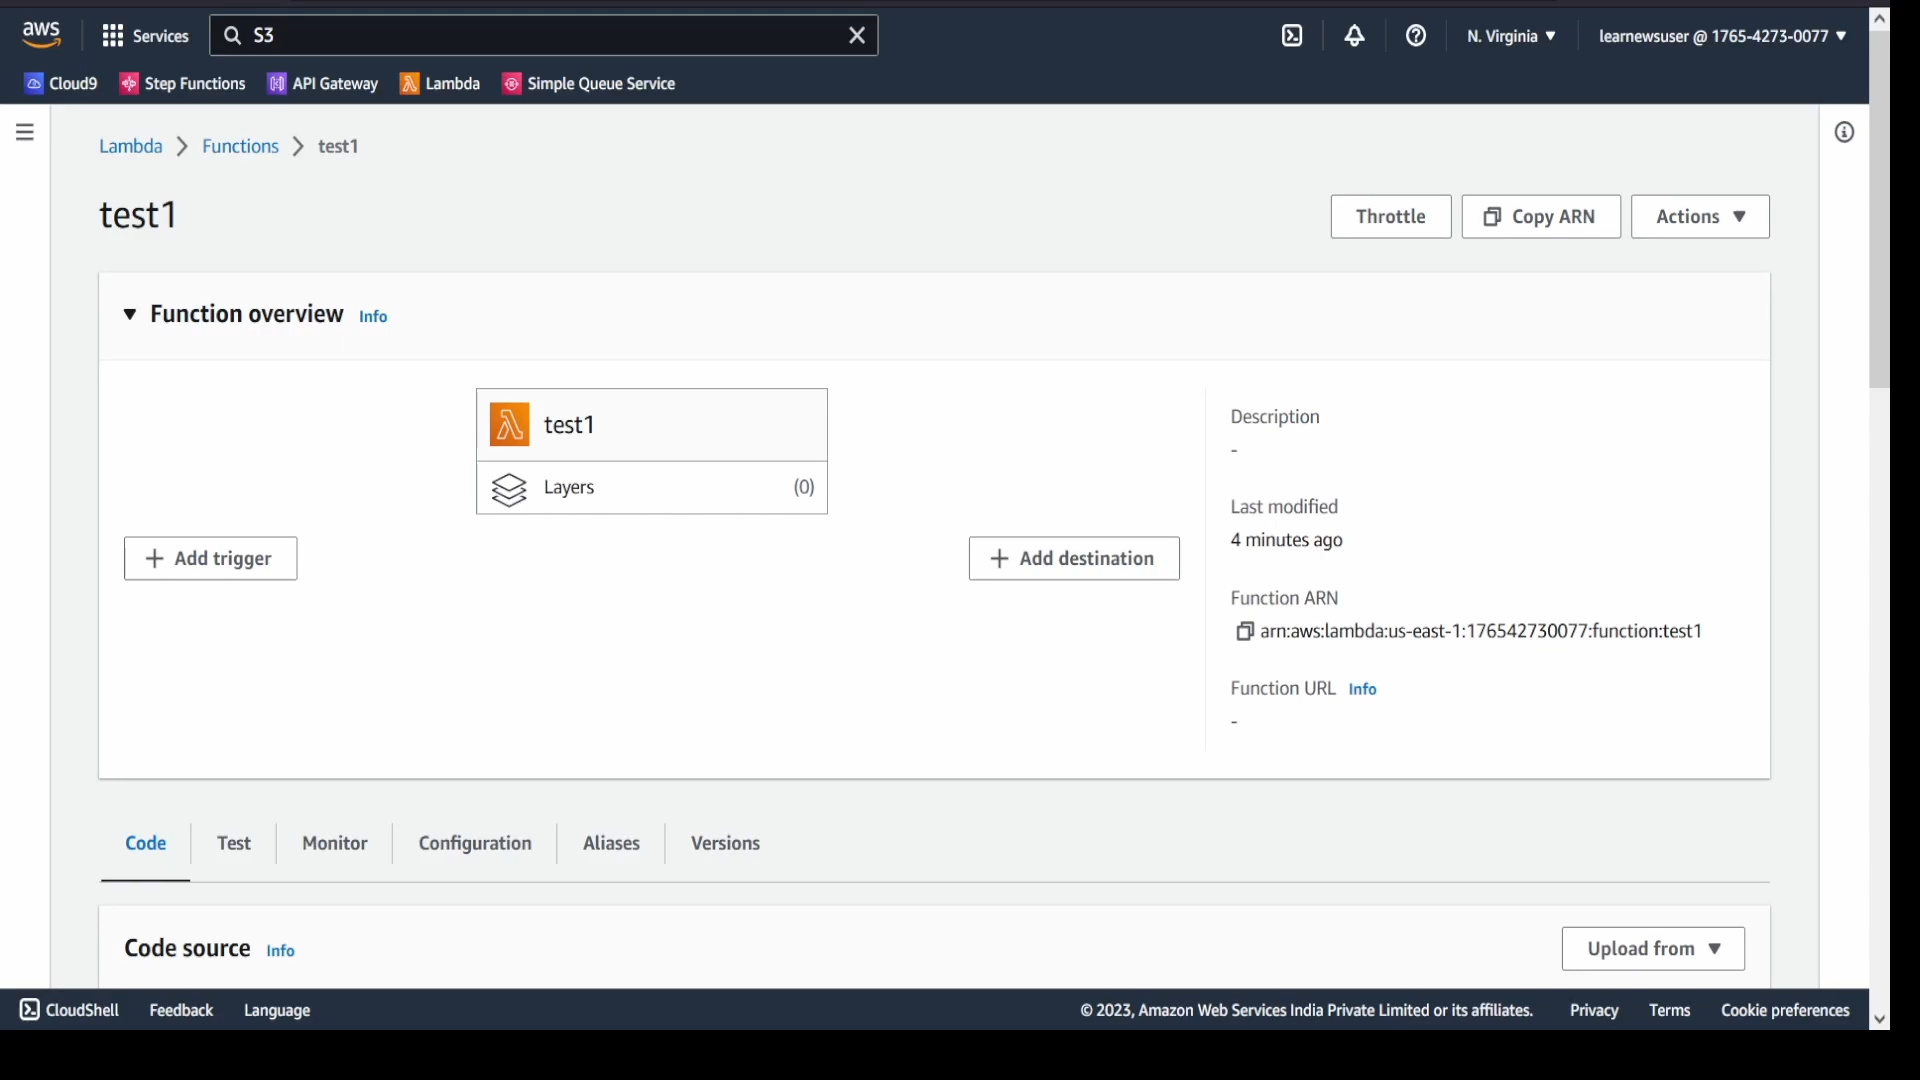 aws
Services
S3
N. Virginia ▼
learnewsuser @ 1765-4273-0077 ▼
Cloud9
Step Functions
API Gateway
Lambda
Simple Queue Service
Lambda > Functions > test1
test1
Throttle
Copy ARN
Actions ▼
▼ Function overview Info
test1
Layers (0)
+ Add trigger
+ Add destination
Description
-
Last modified
4 minutes ago
Function ARN
arn:aws:lambda:us-east-1:176542730077:function:test1
Function URL Info
-
Code
Test
Monitor
Configuration
Aliases
Versions
Code source Info
Upload from ▼
CloudShell
Feedback
Language
© 2023, Amazon Web Services India Private Limited or its affiliates.
Privacy
Terms
Cookie preferences